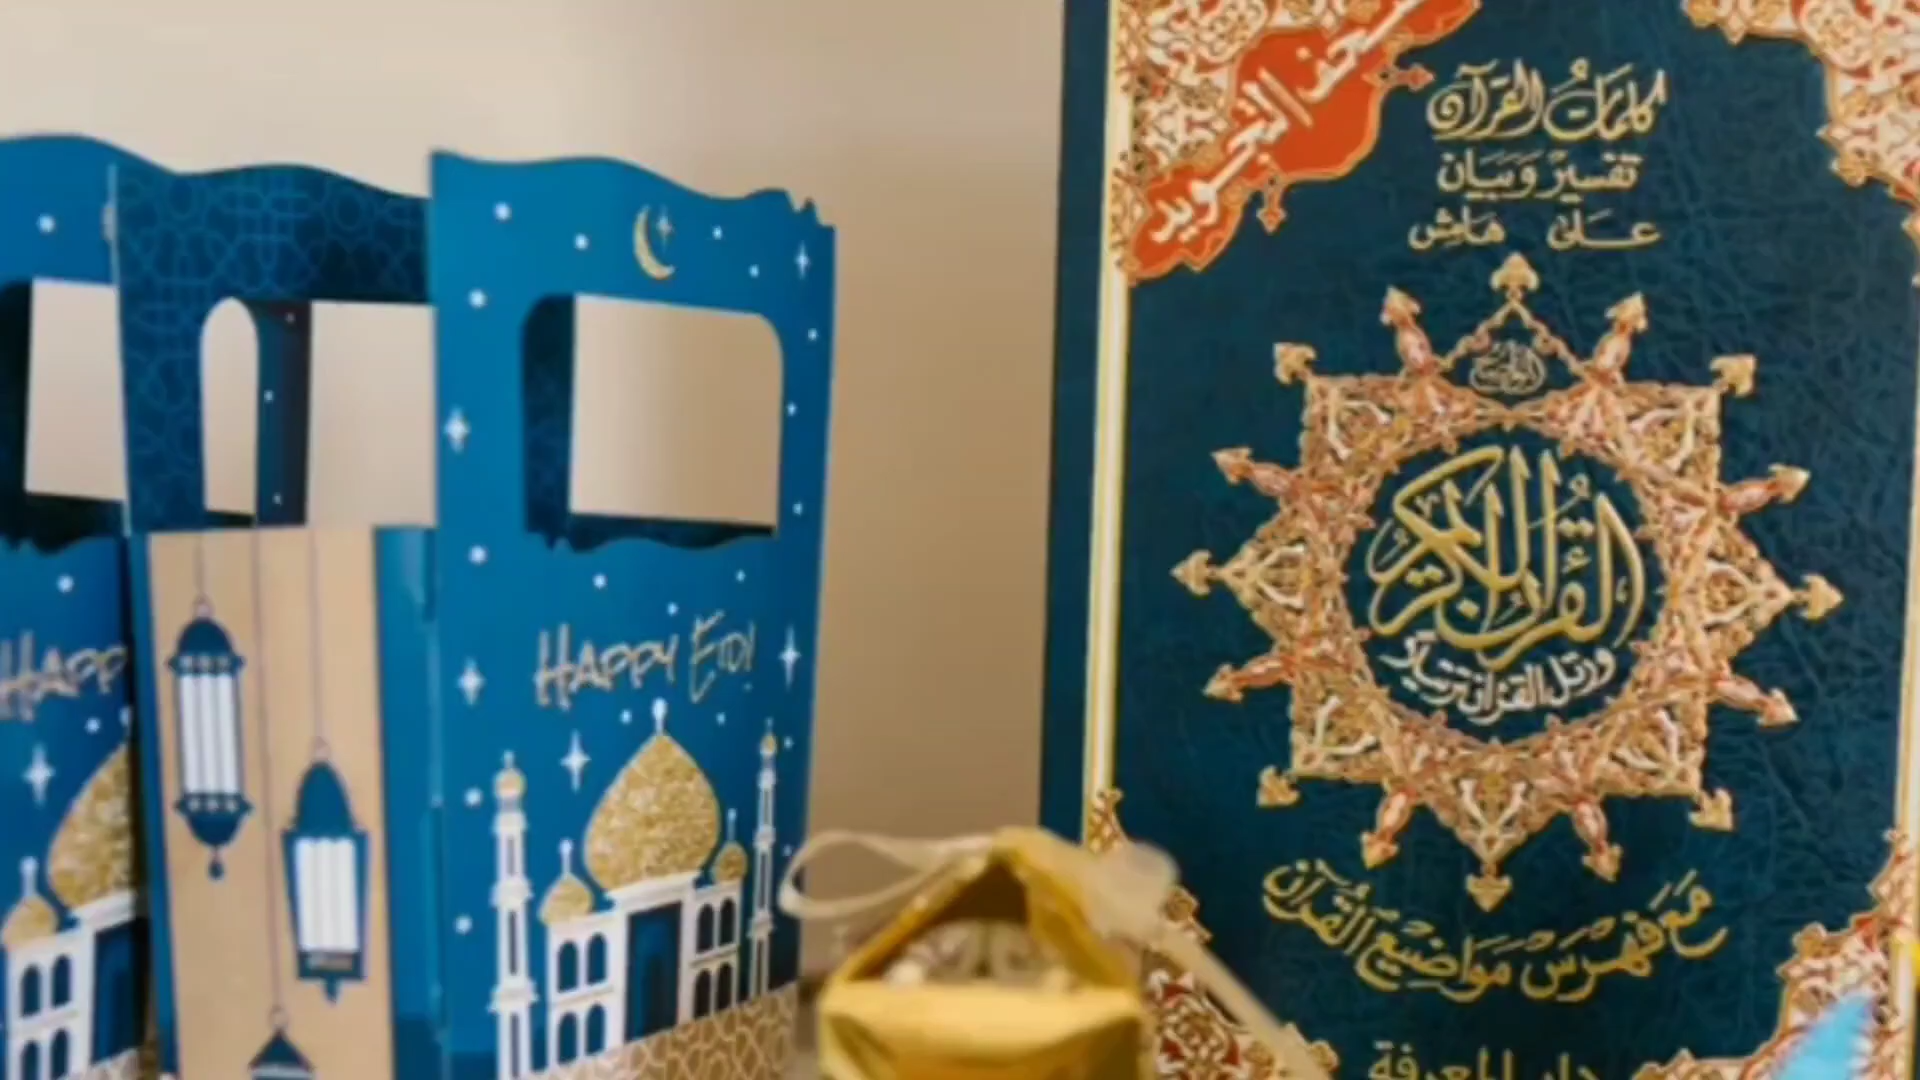 HAPP
HAPPY EID!
مصحف التجويد
كلمات القرآن
تفسير وبيان
على هامش
القرآن الكريم
ورتل القرآن ترتيلا
مع فهرس مواضيع القرآن
دار المعرفة